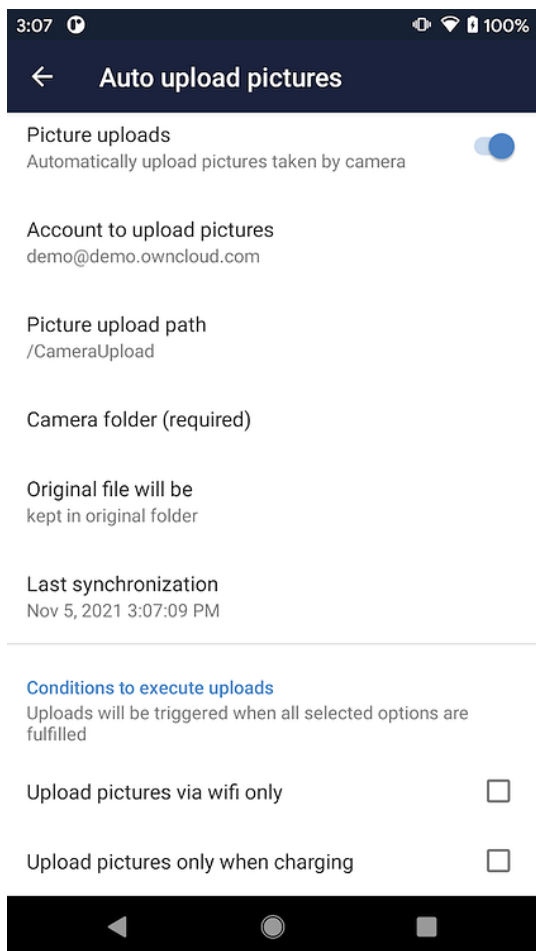 3:07 100%
Auto upload pictures
Picture uploads
Automatically upload pictures taken by camera
Account to upload pictures
demo@demo.owncloud.com
Picture upload path
/CameraUpload
Camera folder (required)
Original file will be
kept in original folder
Last synchronization
Nov 5, 2021 3:07:09 PM
Conditions to execute uploads
Uploads will be triggered when all selected options are
fulfilled
Upload pictures via wifi only
Upload pictures only when charging